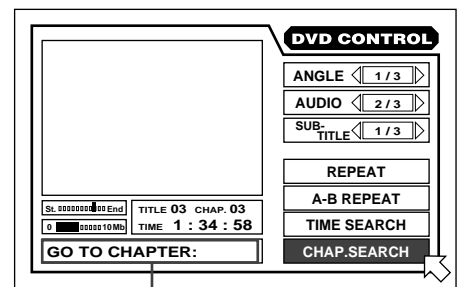 DVD CONTROL
ANGLE 1 / 3
AUDIO 2 / 3
SUB-
TITLE 1 / 3
REPEAT
A-B REPEAT
TIME SEARCH
CHAP.SEARCH
St. End
0 10Mb
TITLE 03 CHAP. 03
TIME 1 : 34 : 58
GO TO CHAPTER: